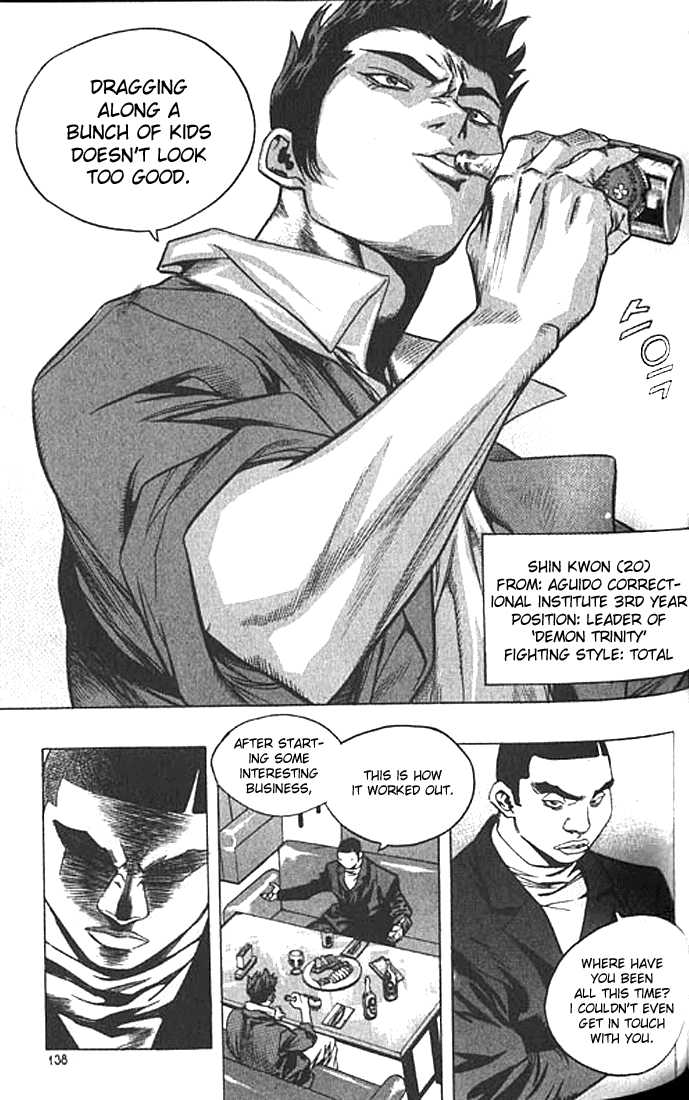 DRAGGING
ALONG A
BUNCH OF KIDS
DOESN'T LOOK
TOO GOOD.
스
으
SHIN KWON (20)
FROM: AGUIDO CORRECT-
IONAL INSTITUTE 3RD YEAR
POSITION: LEADER OF
'DEMON TRINITY'
FIGHTING STYLE: TOTAL
AFTER START-
ING SOME
INTERESTING
BUSINESS,
THIS IS HOW
IT WORKED OUT.
WHERE HAVE
YOU BEEN
ALL THIS TIME?
I COULDN'T EVEN
GET IN TOUCH
WITH YOU.
138